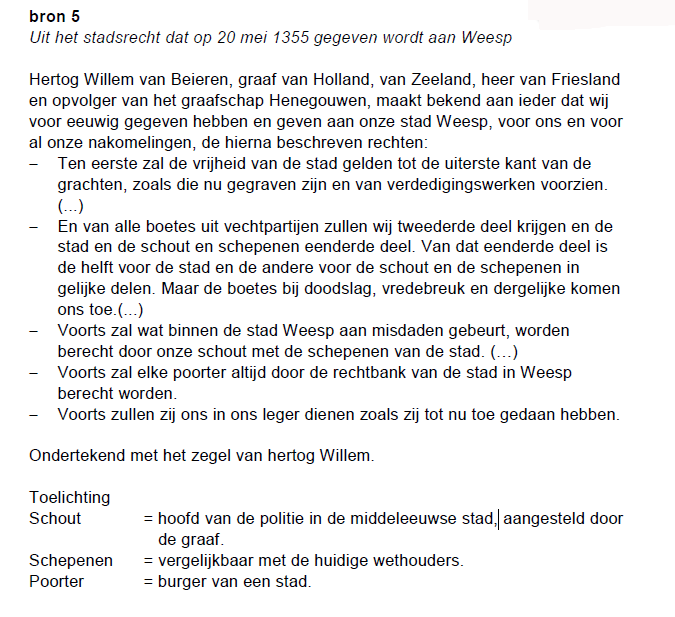 bron 5
Uit het stadsrecht dat op 20 mei 1355 gegeven wordt aan Weesp
Hertog Willem van Beieren, graaf van Holland, van Zeeland, heer van Friesland
en opvolger van het graafschap Henegouwen, maakt bekend aan ieder dat wij
voor eeuwig gegeven hebben en geven aan onze stad Weesp, voor ons en voor
al onze nakomelingen, de hierna beschreven rechten:
– Ten eerste zal de vrijheid van de stad gelden tot de uiterste kant van de
grachten, zoals die nu gegraven zijn en van verdedigingswerken voorzien.
(...)
– En van alle boetes uit vechtpartijen zullen wij tweederde deel krijgen en de
stad en de schout en schepenen eenderde deel. Van dat eenderde deel is
de helft voor de stad en de andere voor de schout en de schepenen in
gelijke delen. Maar de boetes bij doodslag, vredebreuk en dergelijke komen
ons toe.(...)
– Voorts zal wat binnen de stad Weesp aan misdaden gebeurt, worden
berecht door onze schout met de schepenen van de stad. (...)
– Voorts zal elke poorter altijd door de rechtbank van de stad in Weesp
berecht worden.
– Voorts zullen zij ons in ons leger dienen zoals zij tot nu toe gedaan hebben.
Ondertekend met het zegel van hertog Willem.
Toelichting
Schout = hoofd van de politie in de middeleeuwse stad, aangesteld door
de graaf.
Schepenen = vergelijkbaar met de huidige wethouders.
Poorter = burger van een stad.